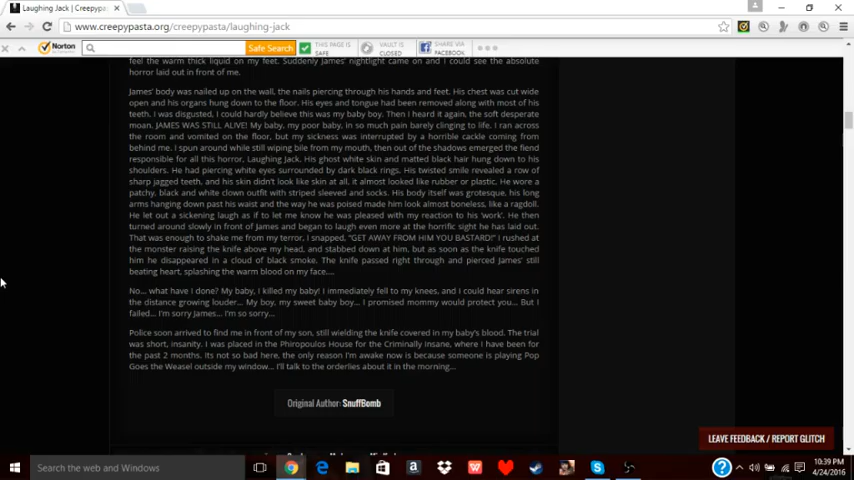 Laughing Jack | Creepypast
www.creepypasta.org/creepypasta/laughing-jack
Norton
Safe Search
THIS PAGE IS
SAFE
VAULT IS
CLOSED
SHARE VIA
FACEBOOK
feel the warm thick liquid on my feet. Suddenly James' nightlight came on and I could see the absolute
horror laid out in front of me.
James' body was nailed up on the wall, the nails piercing through his hands and feet. His chest was cut wide
open and his organs hung down to the floor. His eyes and tongue had been removed along with most of his
teeth. I was disgusted, I could hardly believe this was my baby boy. Then I heard it again, the soft desperate
moan. JAMES WAS STILL ALIVE! My baby, my poor baby, in so much pain barely clinging to life. I ran across
the room and vomited on the floor, but my sickness was interrupted by a horrible cackle coming from
behind me. I spun around while still wiping bile from my mouth, then out of the shadows emerged the fiend
responsible for all this horror, Laughing Jack. His ghost white skin and matted black hair hung down to his
shoulders. He had piercing white eyes surrounded by dark black rings. His twisted smile revealed a row of
sharp jagged teeth, and his skin didn't look like skin at all, it almost looked like rubber or plastic. He wore a
patchy, black and white clown outfit with striped sleeved and socks. His body itself was grotesque, his long
arms hanging down past his waist and the way he was poised made him look almost boneless, like a ragdoll.
He let out a sickening laugh as if to let me know he was pleased with my reaction to his 'work'. He then
turned around slowly in front of James and began to laugh even more at the horrific sight he has laid out.
That was enough to shake me from my terror, I snapped, "GET AWAY FROM HIM YOU BASTARD!" I rushed at
the monster raising the knife above my head, and stabbed down at him, but as soon as the knife touched
him he disappeared in a cloud of black smoke. The knife passed right through and pierced James' still
beating heart, splashing the warm blood on my face....
No... what have I done? My baby, I killed my baby! I immediately fell to my knees, and I could hear sirens in
the distance growing louder... My boy, my sweet baby boy... I promised mommy would protect you... But I
failed... I'm sorry James... I'm so sorry...
Police soon arrived to find me in front of my son, still wielding the knife covered in my baby's blood. The trial
was short, insanity. I was placed in the Phiropoulos House for the Criminally Insane, where I have been for
the past 2 months. Its not so bad here, the only reason I'm awake now is because someone is playing Pop
Goes the Weasel outside my window... I'll talk to the orderlies about it in the morning...
Original Author: SnuffBomb
LEAVE FEEDBACK / REPORT GLITCH
Search the web and Windows
10:39 PM
4/24/2016